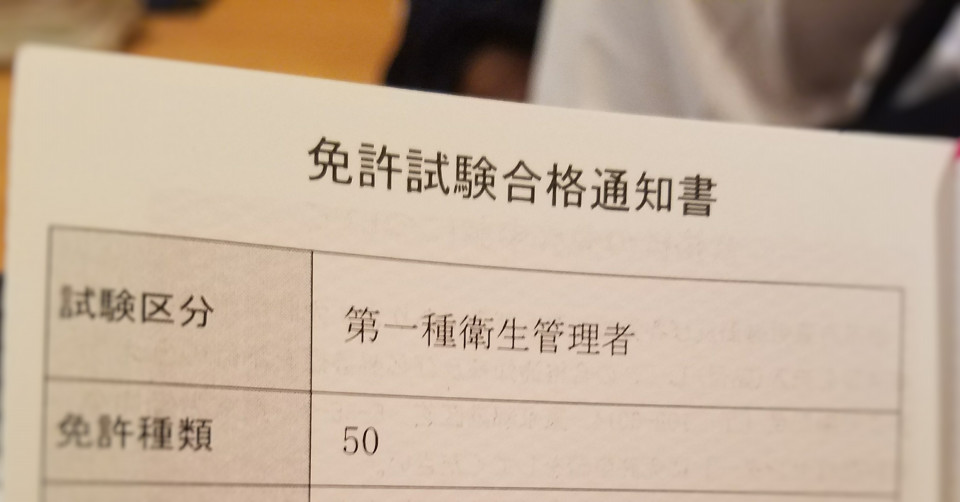 免許試験合格通知書
試験区分 第一種衛生管理者
免許種類 50